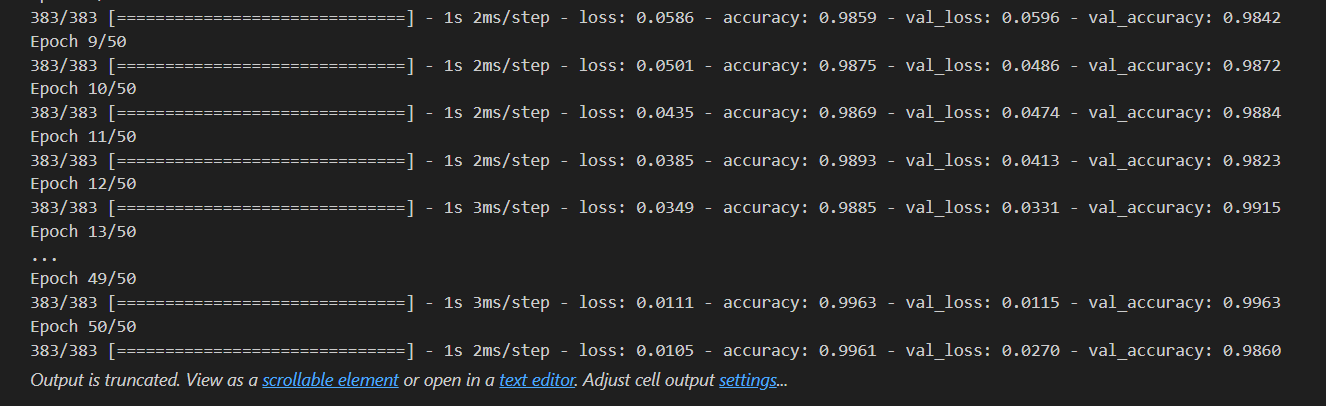 383/383 [==============================] - 1s 2ms/step - loss: 0.0586 - accuracy: 0.9859 - val_loss: 0.0596 - val_accuracy: 0.9842
Epoch 9/50
383/383 [==============================] - 1s 2ms/step - loss: 0.0501 - accuracy: 0.9875 - val_loss: 0.0486 - val_accuracy: 0.9872
Epoch 10/50
383/383 [==============================] - 1s 2ms/step - loss: 0.0435 - accuracy: 0.9869 - val_loss: 0.0474 - val_accuracy: 0.9884
Epoch 11/50
383/383 [==============================] - 1s 2ms/step - loss: 0.0385 - accuracy: 0.9893 - val_loss: 0.0413 - val_accuracy: 0.9823
Epoch 12/50
383/383 [==============================] - 1s 3ms/step - loss: 0.0349 - accuracy: 0.9885 - val_loss: 0.0331 - val_accuracy: 0.9915
Epoch 13/50
...
Epoch 49/50
383/383 [==============================] - 1s 3ms/step - loss: 0.0111 - accuracy: 0.9963 - val_loss: 0.0115 - val_accuracy: 0.9963
Epoch 50/50
383/383 [==============================] - 1s 2ms/step - loss: 0.0105 - accuracy: 0.9961 - val_loss: 0.0270 - val_accuracy: 0.9860
Output is truncated. View as a scrollable element or open in a text editor. Adjust cell output settings...